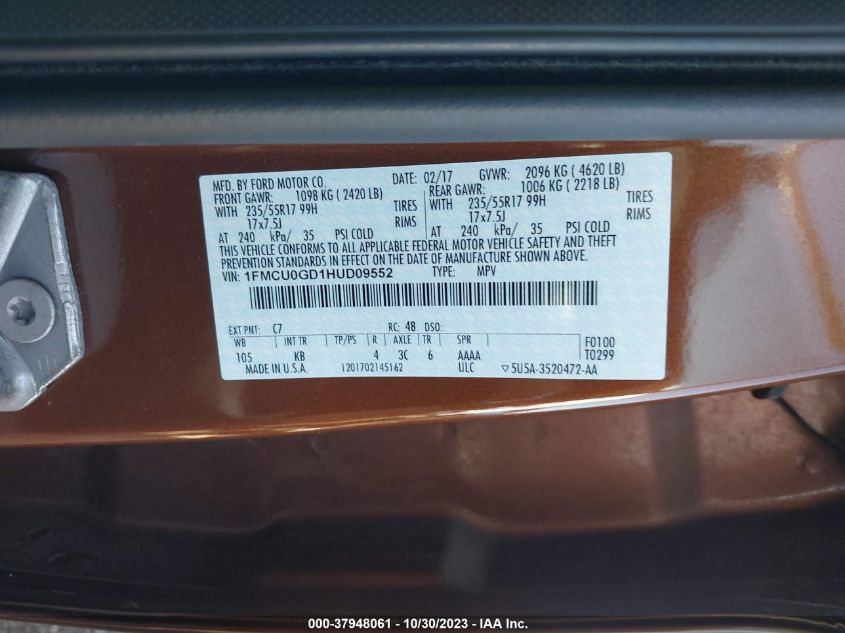 MFD. BY FORD MOTOR CO. DATE: 02/17 GVWR: 2096 KG ( 4620 LB)
FRONT GAWR: 1098 KG ( 2420 LB) REAR GAWR: 1006 KG ( 2218 LB)
WITH 235/55R17 99H TIRES WITH 235/55R17 99H TIRES
17x7.5J RIMS 17x7.5J RIMS
AT 240 kPa/ 35 PSI COLD AT 240 kPa/ 35 PSI COLD
THIS VEHICLE CONFORMS TO ALL APPLICABLE FEDERAL MOTOR VEHICLE SAFETY AND THEFT
PREVENTION STANDARDS IN EFFECT ON THE DATE OF MANUFACTURE SHOWN ABOVE.
VIN: 1FMCU0GD1HUD09552 TYPE: MPV
EXT PNT: C7 RC: 48 DSO:
WB INT TR TP/PS R AXLE TR SPR F0100
105 KB 4 3C 6 AAAA T0299
MADE IN U.S.A. 1201702145162 ULC ▽5U5A-3520472-AA
000-37948061 - 10/30/2023 - IAA Inc.